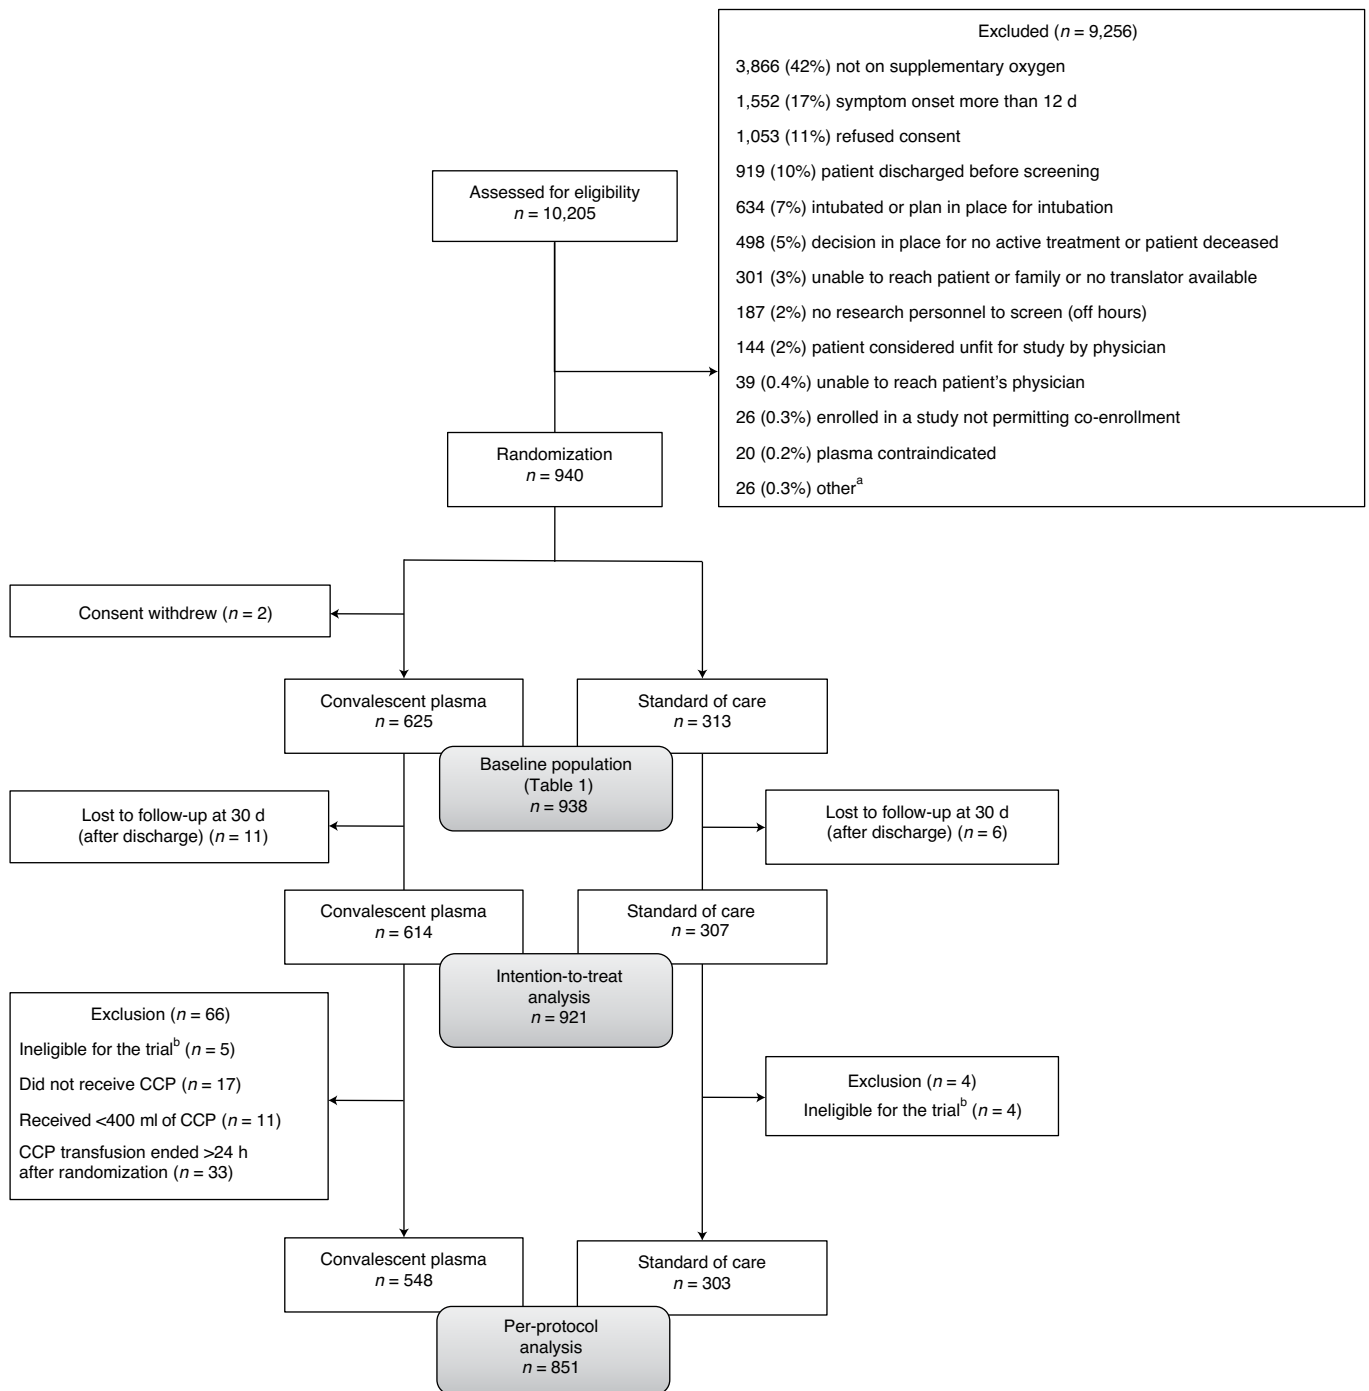 Assessed for eligibility
n = 10,205
Excluded (n = 9,256)
3,866 (42%) not on supplementary oxygen
1,552 (17%) symptom onset more than 12 d
1,053 (11%) refused consent
919 (10%) patient discharged before screening
634 (7%) intubated or plan in place for intubation
498 (5%) decision in place for no active treatment or patient deceased
301 (3%) unable to reach patient or family or no translator available
187 (2%) no research personnel to screen (off hours)
144 (2%) patient considered unfit for study by physician
39 (0.4%) unable to reach patient's physician
26 (0.3%) enrolled in a study not permitting co-enrollment
20 (0.2%) plasma contraindicated
26 (0.3%) other^a
Randomization
n = 940
Consent withdrew (n = 2)
Convalescent plasma
n = 625
Standard of care
n = 313
Baseline population
(Table 1)
n = 938
Lost to follow-up at 30 d
(after discharge) (n = 11)
Lost to follow-up at 30 d
(after discharge) (n = 6)
Convalescent plasma
n = 614
Standard of care
n = 307
Intention-to-treat
analysis
n = 921
Exclusion (n = 66)
Ineligible for the trial^b (n = 5)
Did not receive CCP (n = 17)
Received <400 ml of CCP (n = 11)
CCP transfusion ended >24 h
after randomization (n = 33)
Exclusion (n = 4)
Ineligible for the trial^b (n = 4)
Convalescent plasma
n = 548
Standard of care
n = 303
Per-protocol
analysis
n = 851